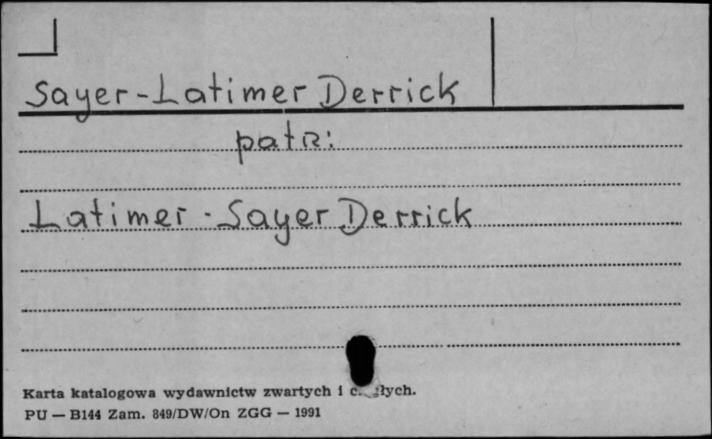 Sayer-Latimer Derrick
patrz:
Latimer-Sayer Derrick
Karta katalogowa wydawnictw zwartych i
PU — B144 Zam. 849/DW/On ZGG — 1991